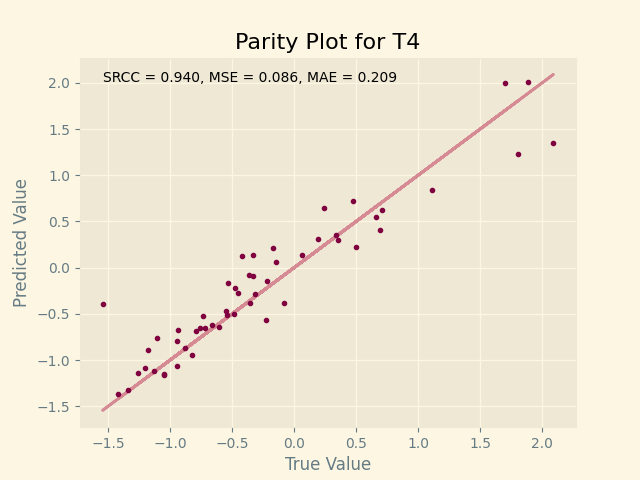 Parity Plot for T4
SRCC = 0.940, MSE = 0.086, MAE = 0.209
Predicted Value
2.0
1.5
1.0
0.5
0.0
−0.5
−1.0
−1.5
−1.5 −1.0 −0.5 0.0 0.5 1.0 1.5 2.0
True Value